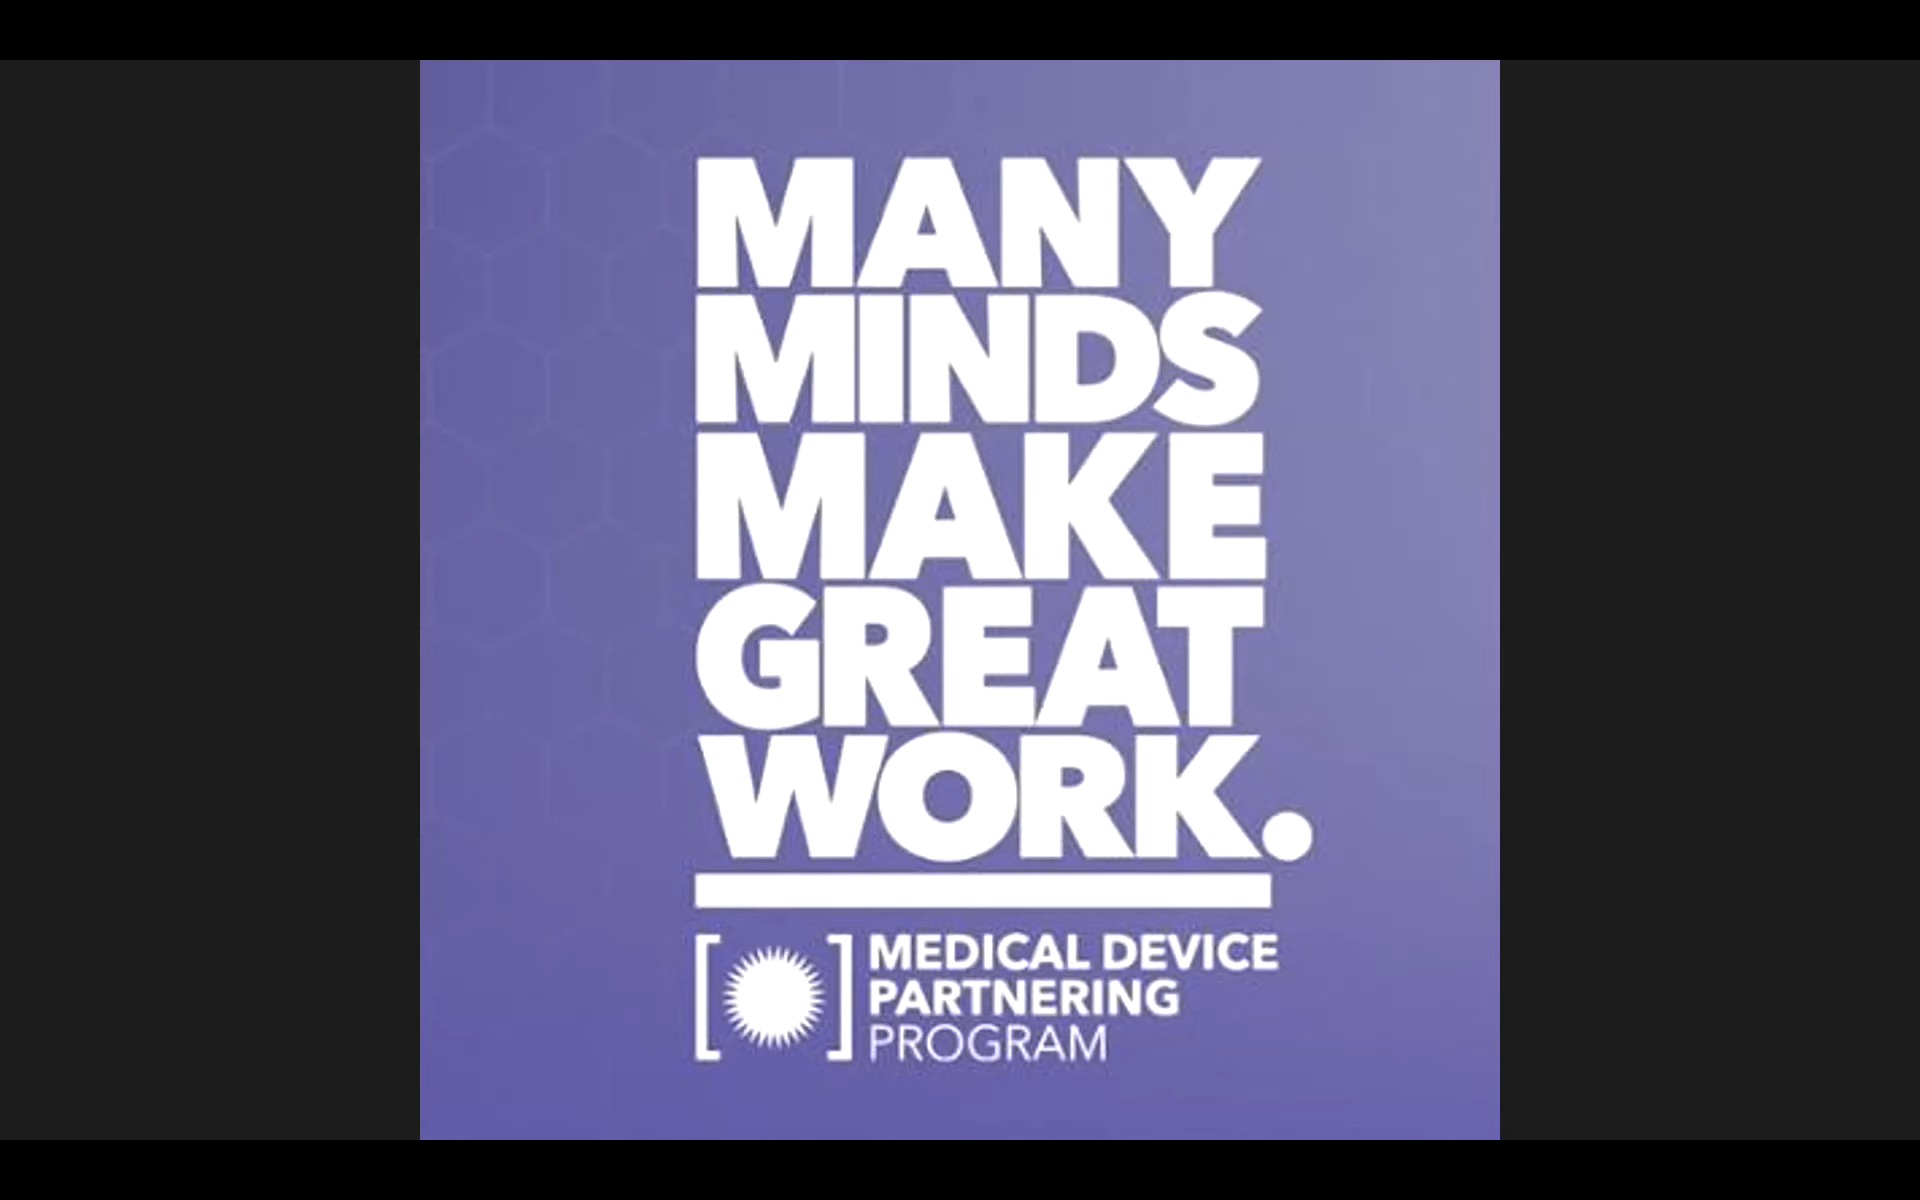 MANY
MINDS
MAKE
GREAT
WORK.
MEDICAL DEVICE
PARTNERING
PROGRAM